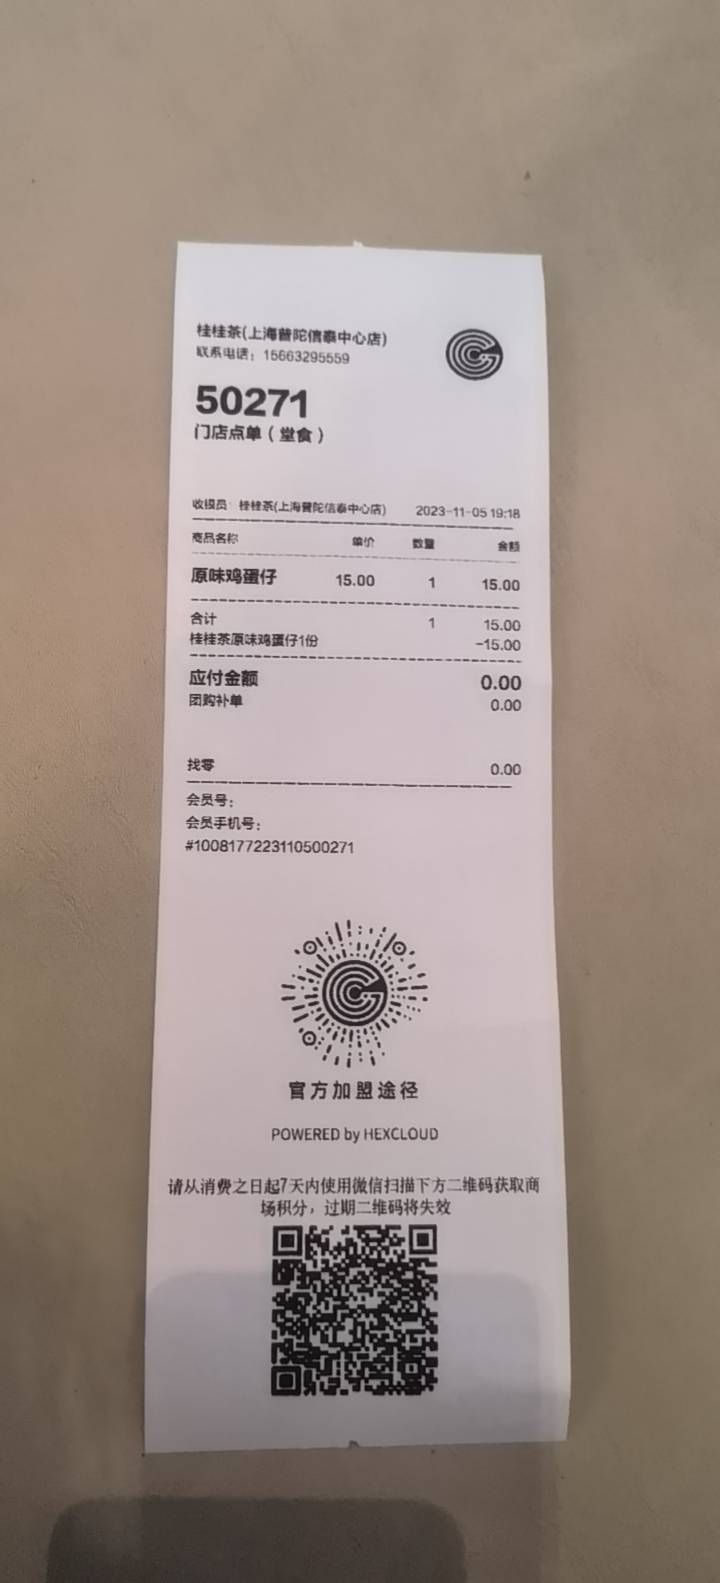 桂桂茶(上海普陀信泰中心店)
联系电话：15663295559
50271
门店点单（堂食）
收银员：桂桂茶(上海普陀信泰中心店) 2023-11-05 19:18
商品名称 单价 数量 金额
原味鸡蛋仔 15.00 1 15.00
合计 1 15.00
桂桂茶原味鸡蛋仔1份 -15.00
应付金额 0.00
团购补单 0.00
找零 0.00
会员号：
会员手机号：
#1008177223110500271
官方加盟途径
POWERED by HEXCLOUD
请从消费之日起7天内使用微信扫描下方二维码获取商
场积分，过期二维码将失效